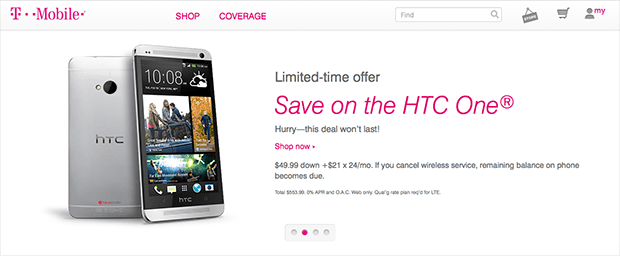 T··Mobile·
SHOP
COVERAGE
Find
STORE
my
Limited-time offer
Save on the HTC One®
Hurry—this deal won't last!
Shop now
$49.99 down +$21 x 24/mo. If you cancel wireless service, remaining balance on phone
becomes due.
Total $553.99. 0% APR and O.A.C. Web only. Qual'g rate plan req'd for LTE.
hTC
10:08
hTC